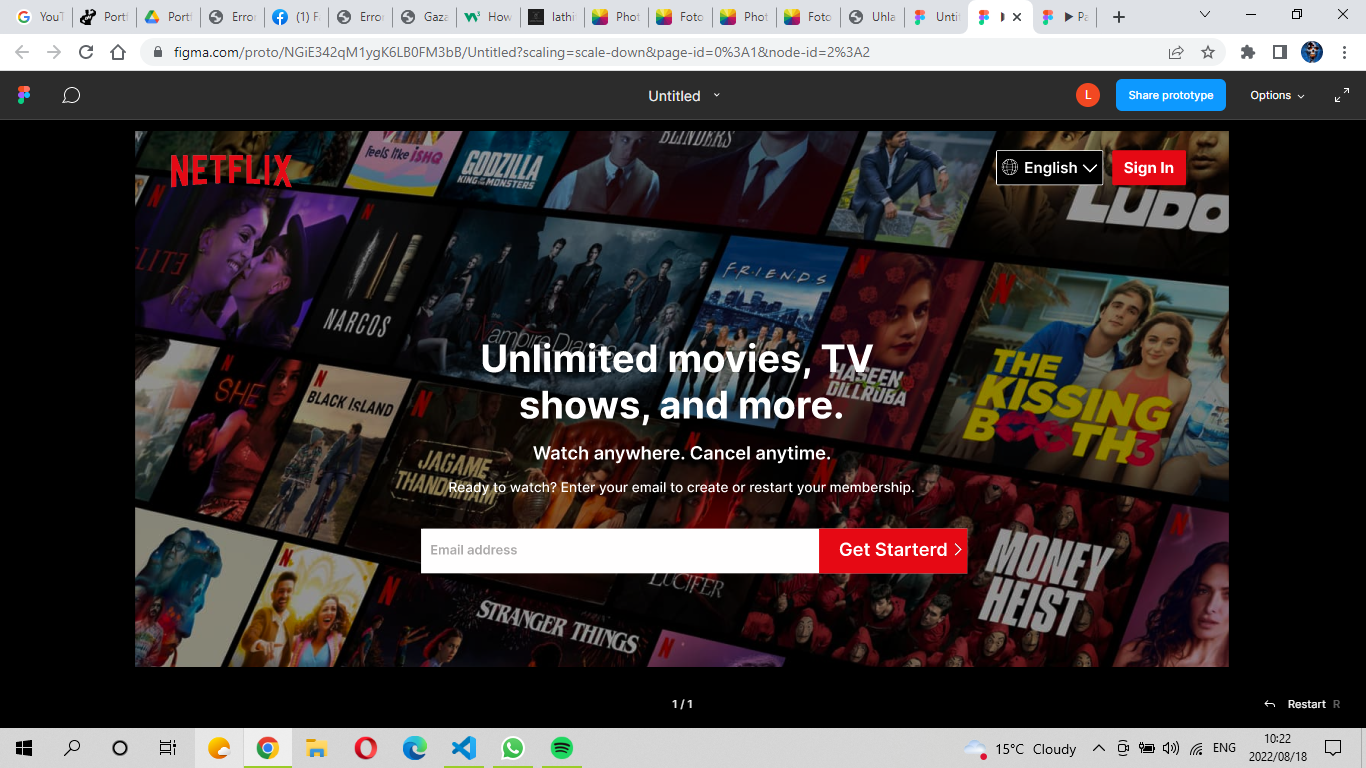 YouT
Portf
Portf
Error
(1) Fa
Error
Gaza
How
lathi
Phot
Foto
Phot
Foto
Uhla
Untit
Pa
figma.com/proto/NGiE342qM1ygK6LB0FM3bB/Untitled?scaling=scale-down&page-id=0%3A1&node-id=2%3A2
Untitled
L
Share prototype
Options
NETFLIX
English
Sign In
feels like ISHQ
GODZILLA
KING OF THE MONSTERS
BLINDERS
LUDO
ELITE
NARCOS
Vampire Diaries
FRIENDS
HASEEN
DILLRUBA
THE
KISSING
BOOTH3
SHE
BLACK ISLAND
JAGAME
THANDHIRAM
Unlimited movies, TV
shows, and more.
Watch anywhere. Cancel anytime.
Ready to watch? Enter your email to create or restart your membership.
Email address
Get Starterd
LUCIFER
STRANGER THINGS
MONEY
HEIST
1 / 1
Restart R
15°C Cloudy
ENG
10:22
2022/08/18